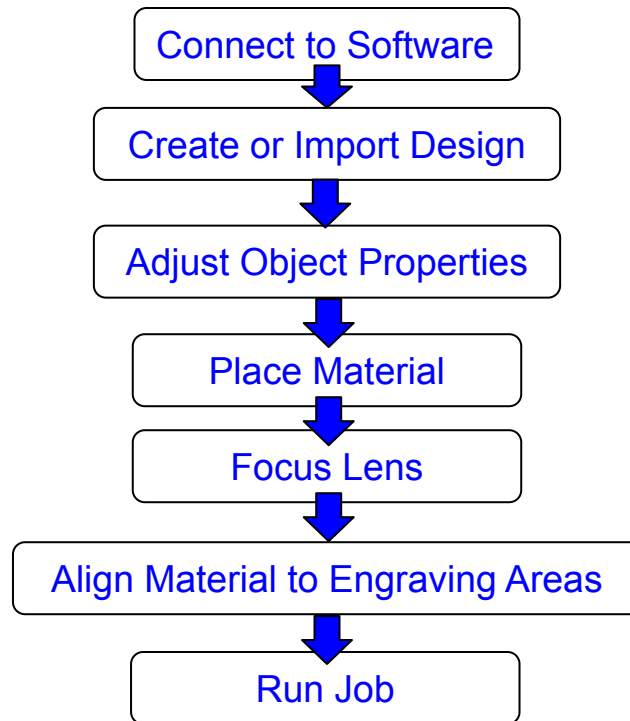 Connect to Software
Create or Import Design
Adjust Object Properties
Place Material
Focus Lens
Align Material to Engraving Areas
Run Job